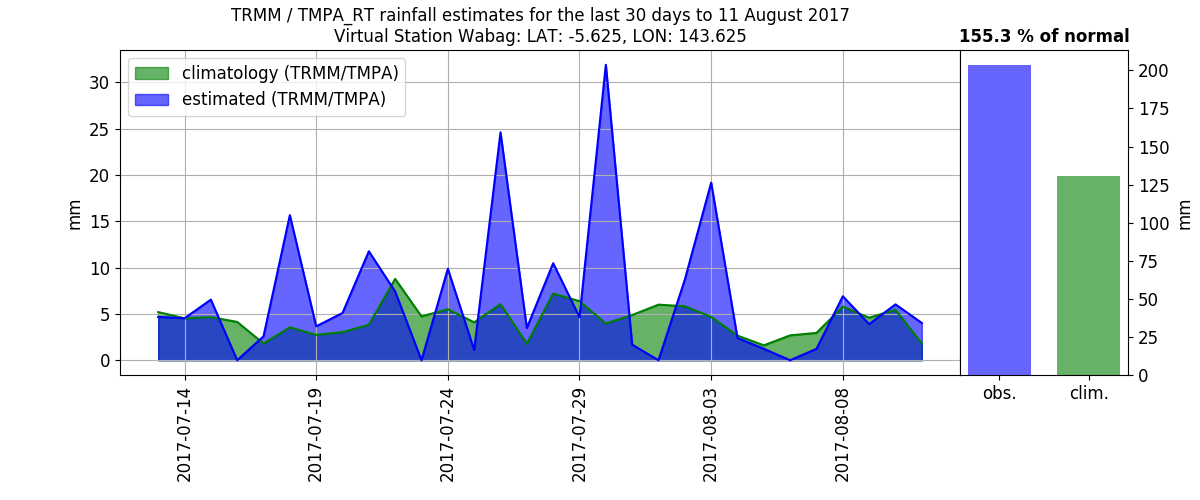 TRMM / TMPA_RT rainfall estimates for the last 30 days to 11 August 2017
Virtual Station Wabag: LAT: -5.625, LON: 143.625
155.3 % of normal
climatology (TRMM/TMPA)
estimated (TRMM/TMPA)
mm
30
25
20
15
10
5
0
2017-07-14
2017-07-19
2017-07-24
2017-07-29
2017-08-03
2017-08-08
200
175
150
125
100
75
50
25
0
mm
obs.
clim.